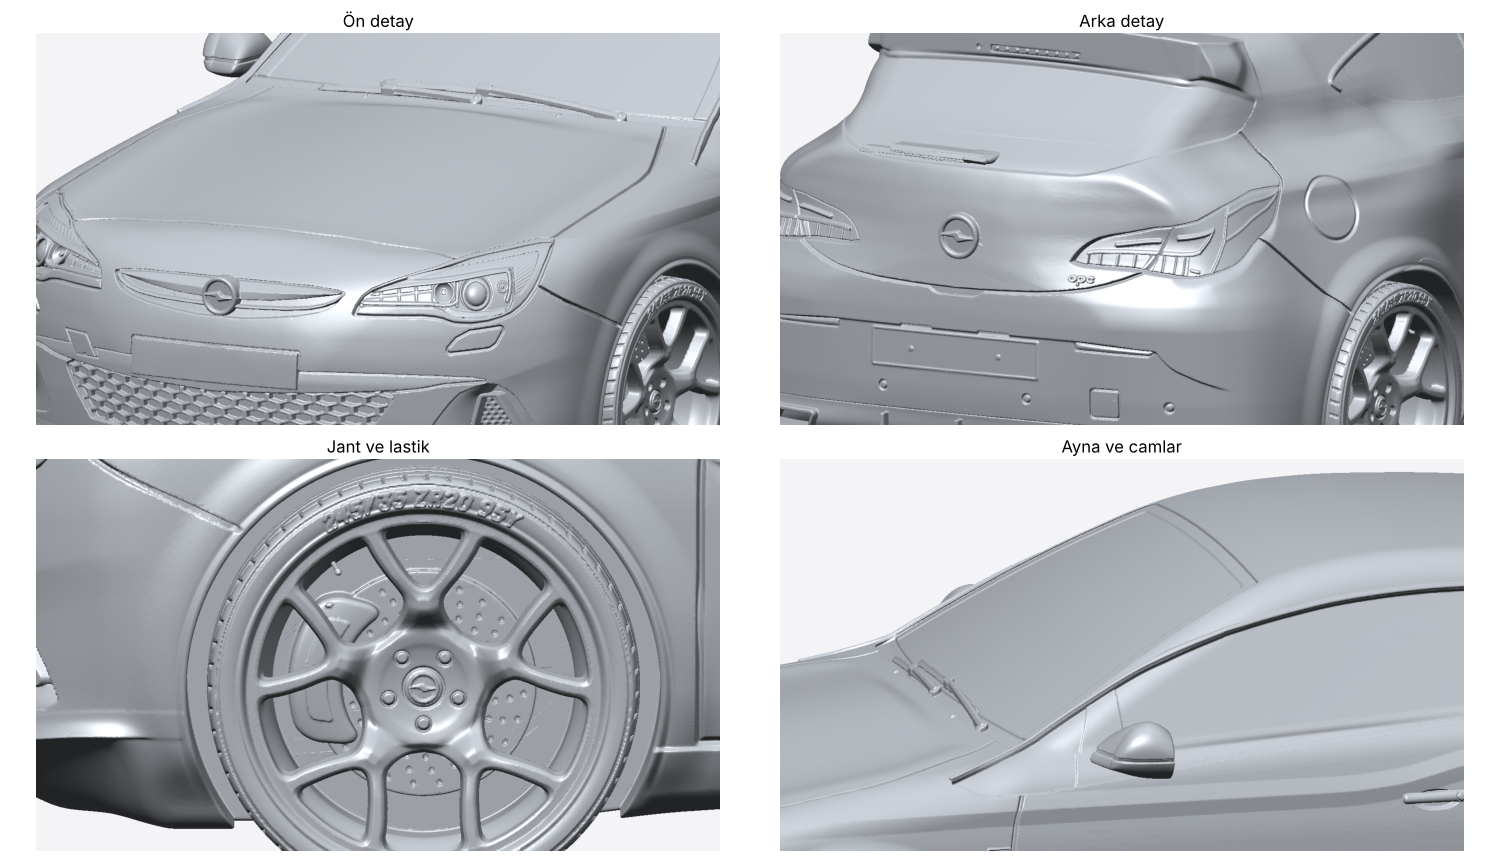 Ön detay
Arka detay
opc
Jant ve lastik
245/35 ZR20 95Y
Ayna ve camlar